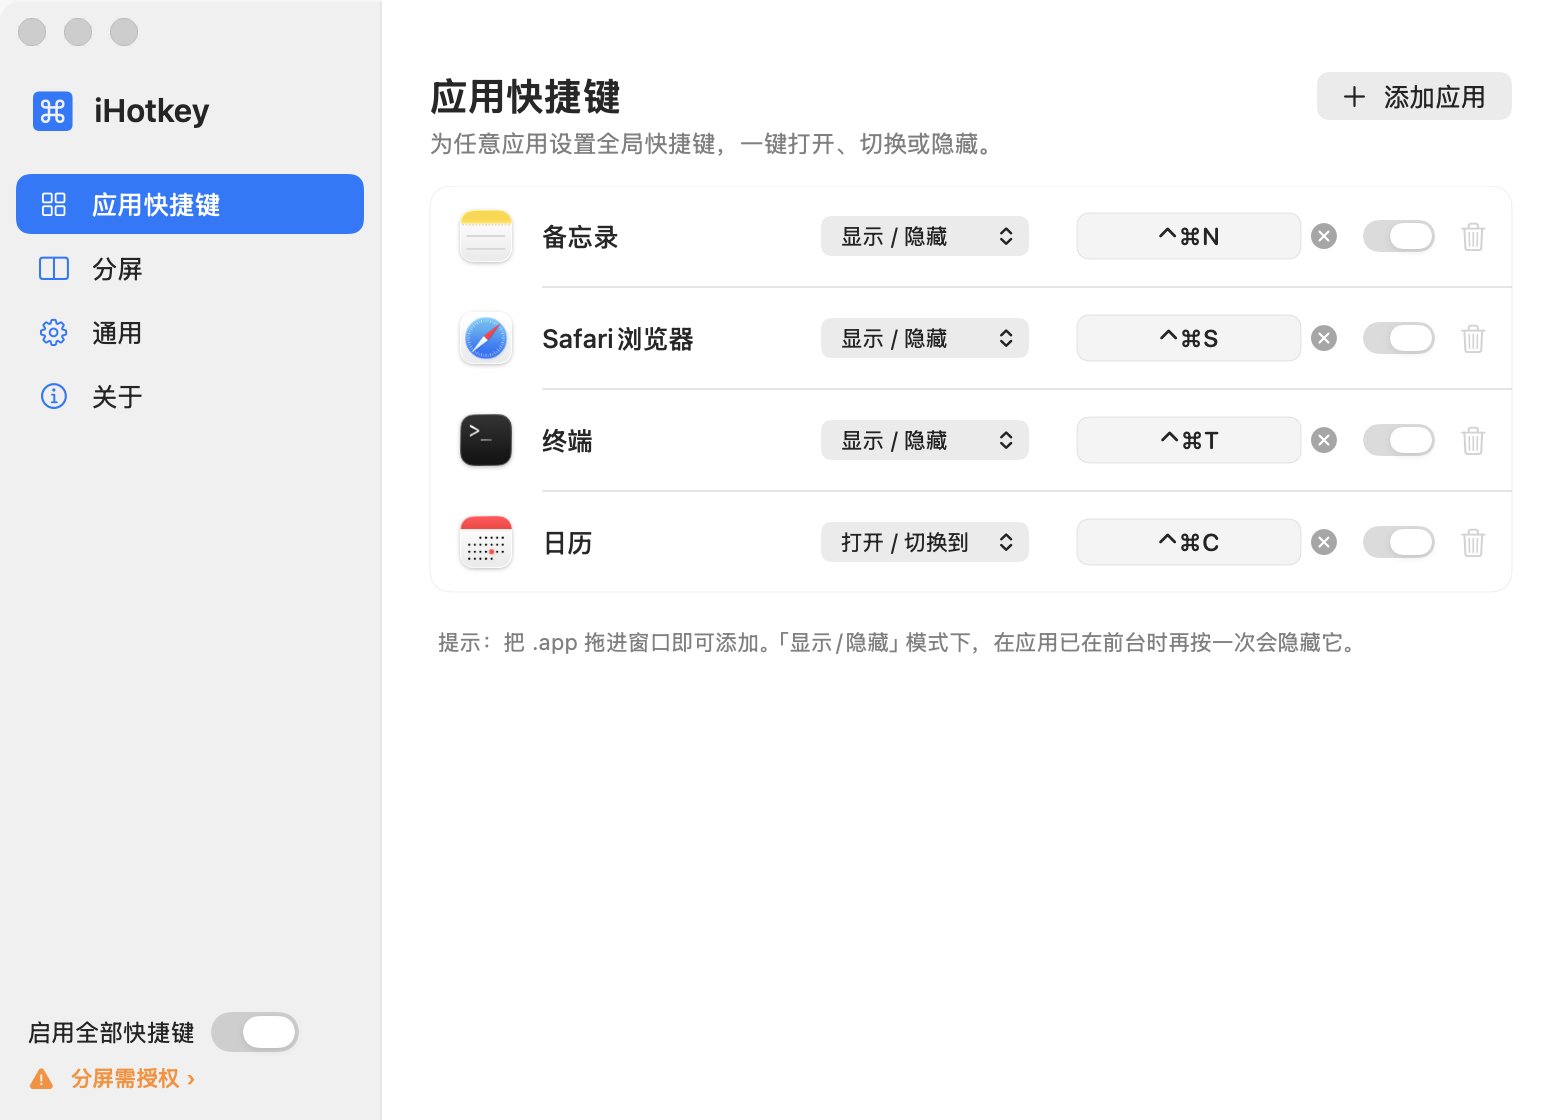 iHotkey
应用快捷键
分屏
通用
关于
启用全部快捷键
分屏需授权 ›
应用快捷键
添加应用
为任意应用设置全局快捷键，一键打开、切换或隐藏。
备忘录 显示 / 隐藏 ^⌘N
Safari浏览器 显示 / 隐藏 ^⌘S
终端 显示 / 隐藏 ^⌘T
日历 打开 / 切换到 ^⌘C
提示：把 .app 拖进窗口即可添加。「显示/隐藏」模式下，在应用已在前台时再按一次会隐藏它。